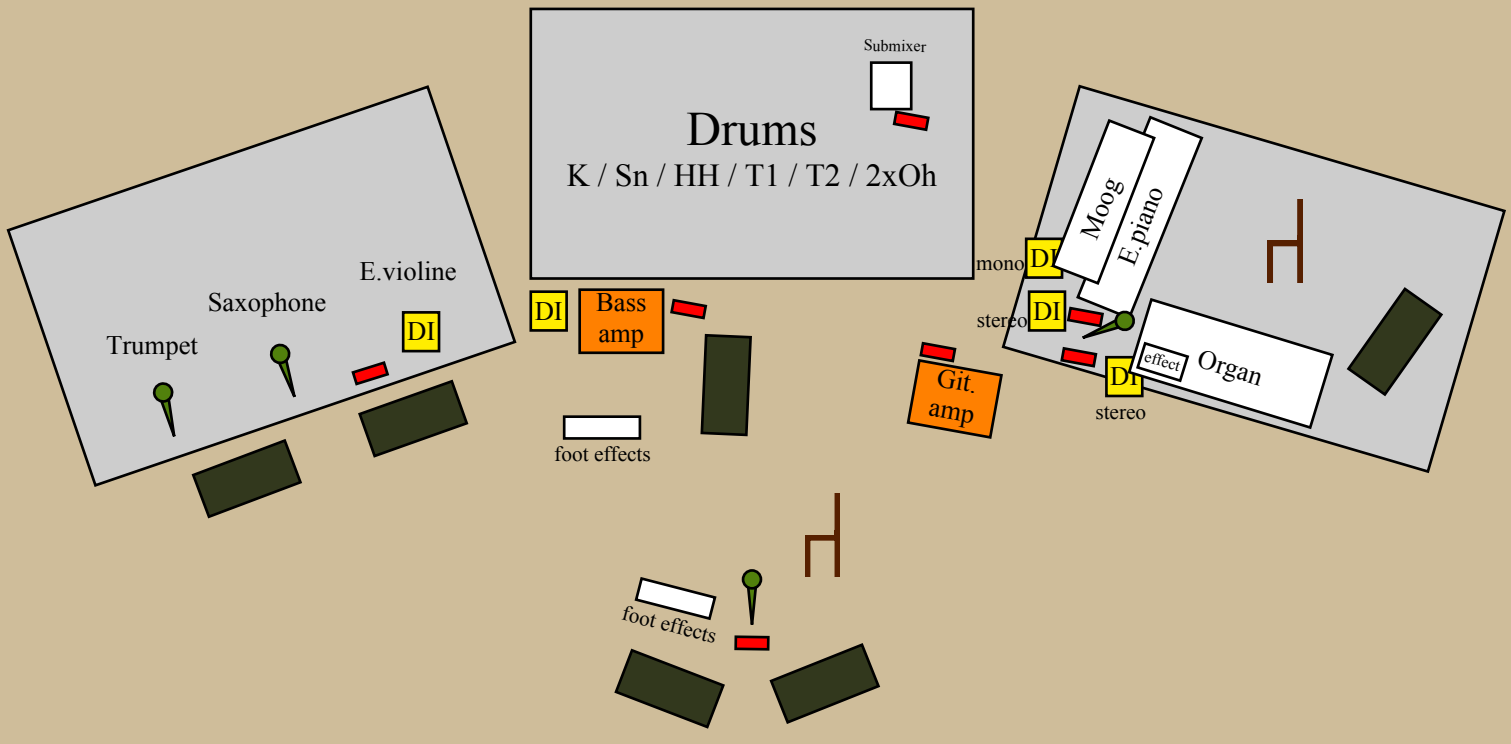 Submixer
Drums
K / Sn / HH / T1 / T2 / 2xOh
E.violine
Saxophone
Trumpet
DI
DI
Bass
amp
foot effects
Moog
E.piano
mono
DI
stereo
DI
effect
Organ
DI
stereo
Git.
amp
foot effects